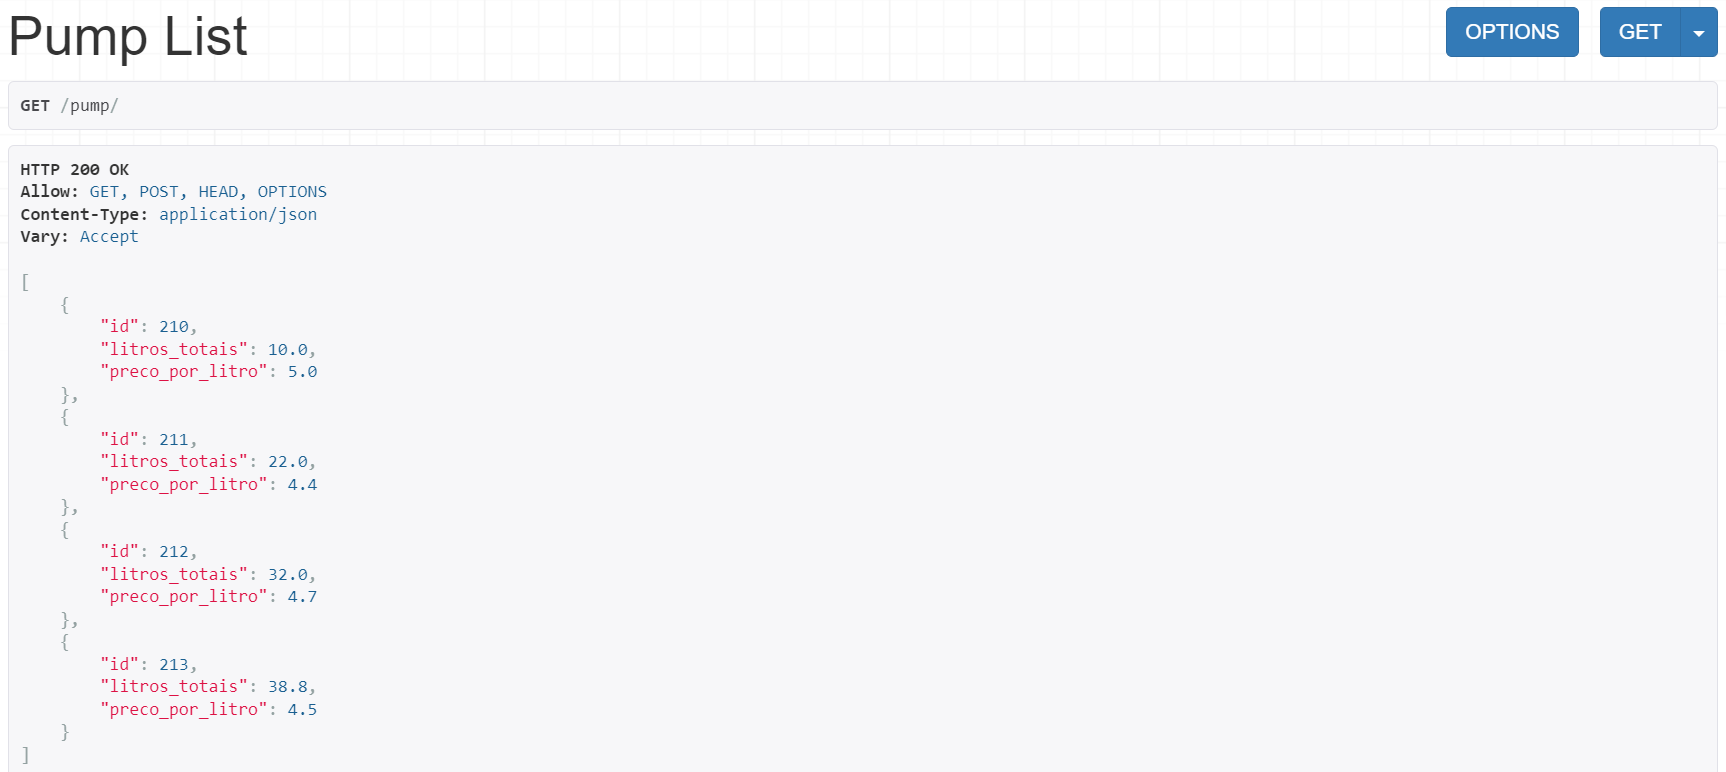 Pump List
OPTIONS
GET
GET /pump/
HTTP 200 OK
Allow: GET, POST, HEAD, OPTIONS
Content-Type: application/json
Vary: Accept
[
    {
        "id": 210,
        "litros_totais": 10.0,
        "preco_por_litro": 5.0
    },
    {
        "id": 211,
        "litros_totais": 22.0,
        "preco_por_litro": 4.4
    },
    {
        "id": 212,
        "litros_totais": 32.0,
        "preco_por_litro": 4.7
    },
    {
        "id": 213,
        "litros_totais": 38.8,
        "preco_por_litro": 4.5
    }
]